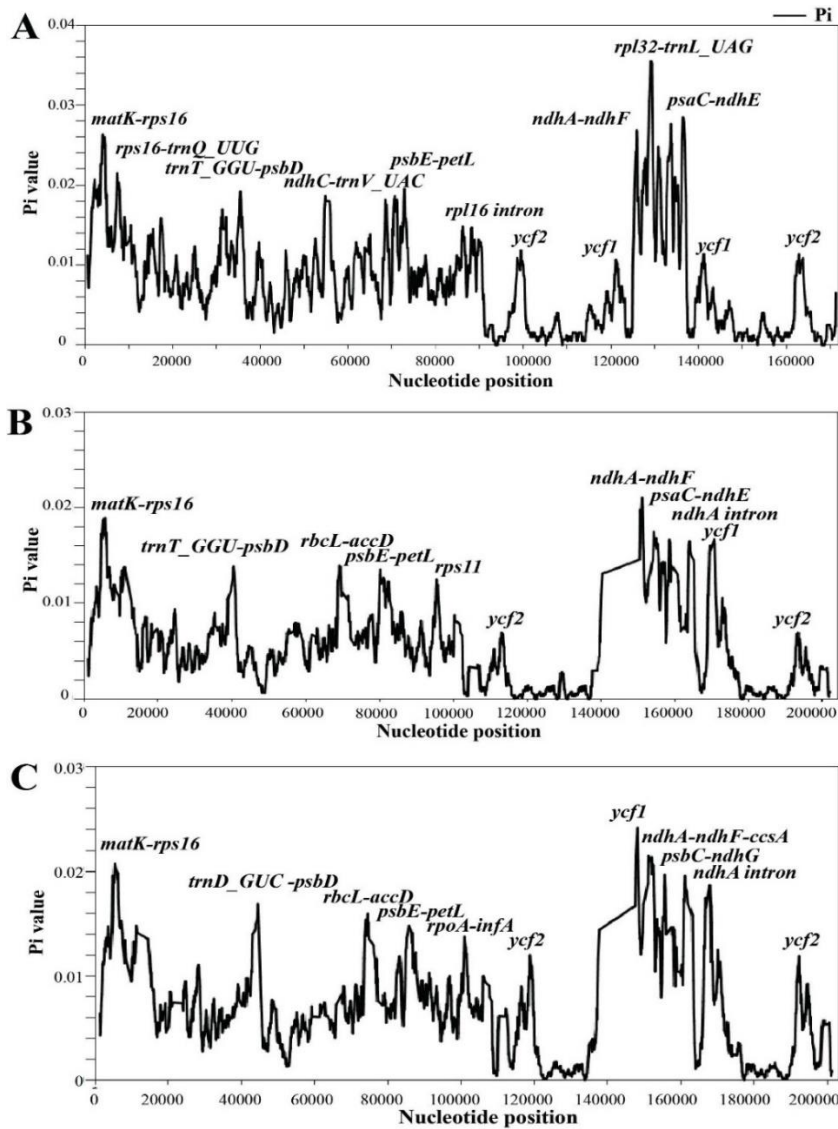 A
Pi
0.04
rpl32-trnL_UAG
0.03
matK-rps16
ndhA-ndhF
psaC-ndhE
rps16-trnQ_UUG
trnT_GGU-psbD
psbE-petL
ndhC-trnV_UAC
0.02
Pi value
rpl16 intron
ycf2
ycf1
ycf1
ycf2
0.01
0
0 20000 40000 60000 80000 100000 120000 140000 160000
Nucleotide position
B
0.03
ndhA-ndhF
psaC-ndhE
matK-rps16
ndhA intron
0.02
trnT_GGU-psbD
rbcL-accD
ycf1
psbE-petL
rps11
Pi value
ycf2
ycf2
0.01
0
0 20000 40000 60000 80000 100000 120000 140000 160000 180000 200000
Nucleotide position
C
0.03
ycf1
matK-rps16
ndhA-ndhF-ccsA
psbC-ndhG
0.02
trnD_GUC -psbD
rbcL-accD
ndhA intron
psbE-petL
rpoA-infA
ycf2
ycf2
Pi value
0.01
0
0 20000 40000 60000 80000 100000 120000 140000 160000 180000 200000
Nucleotide position